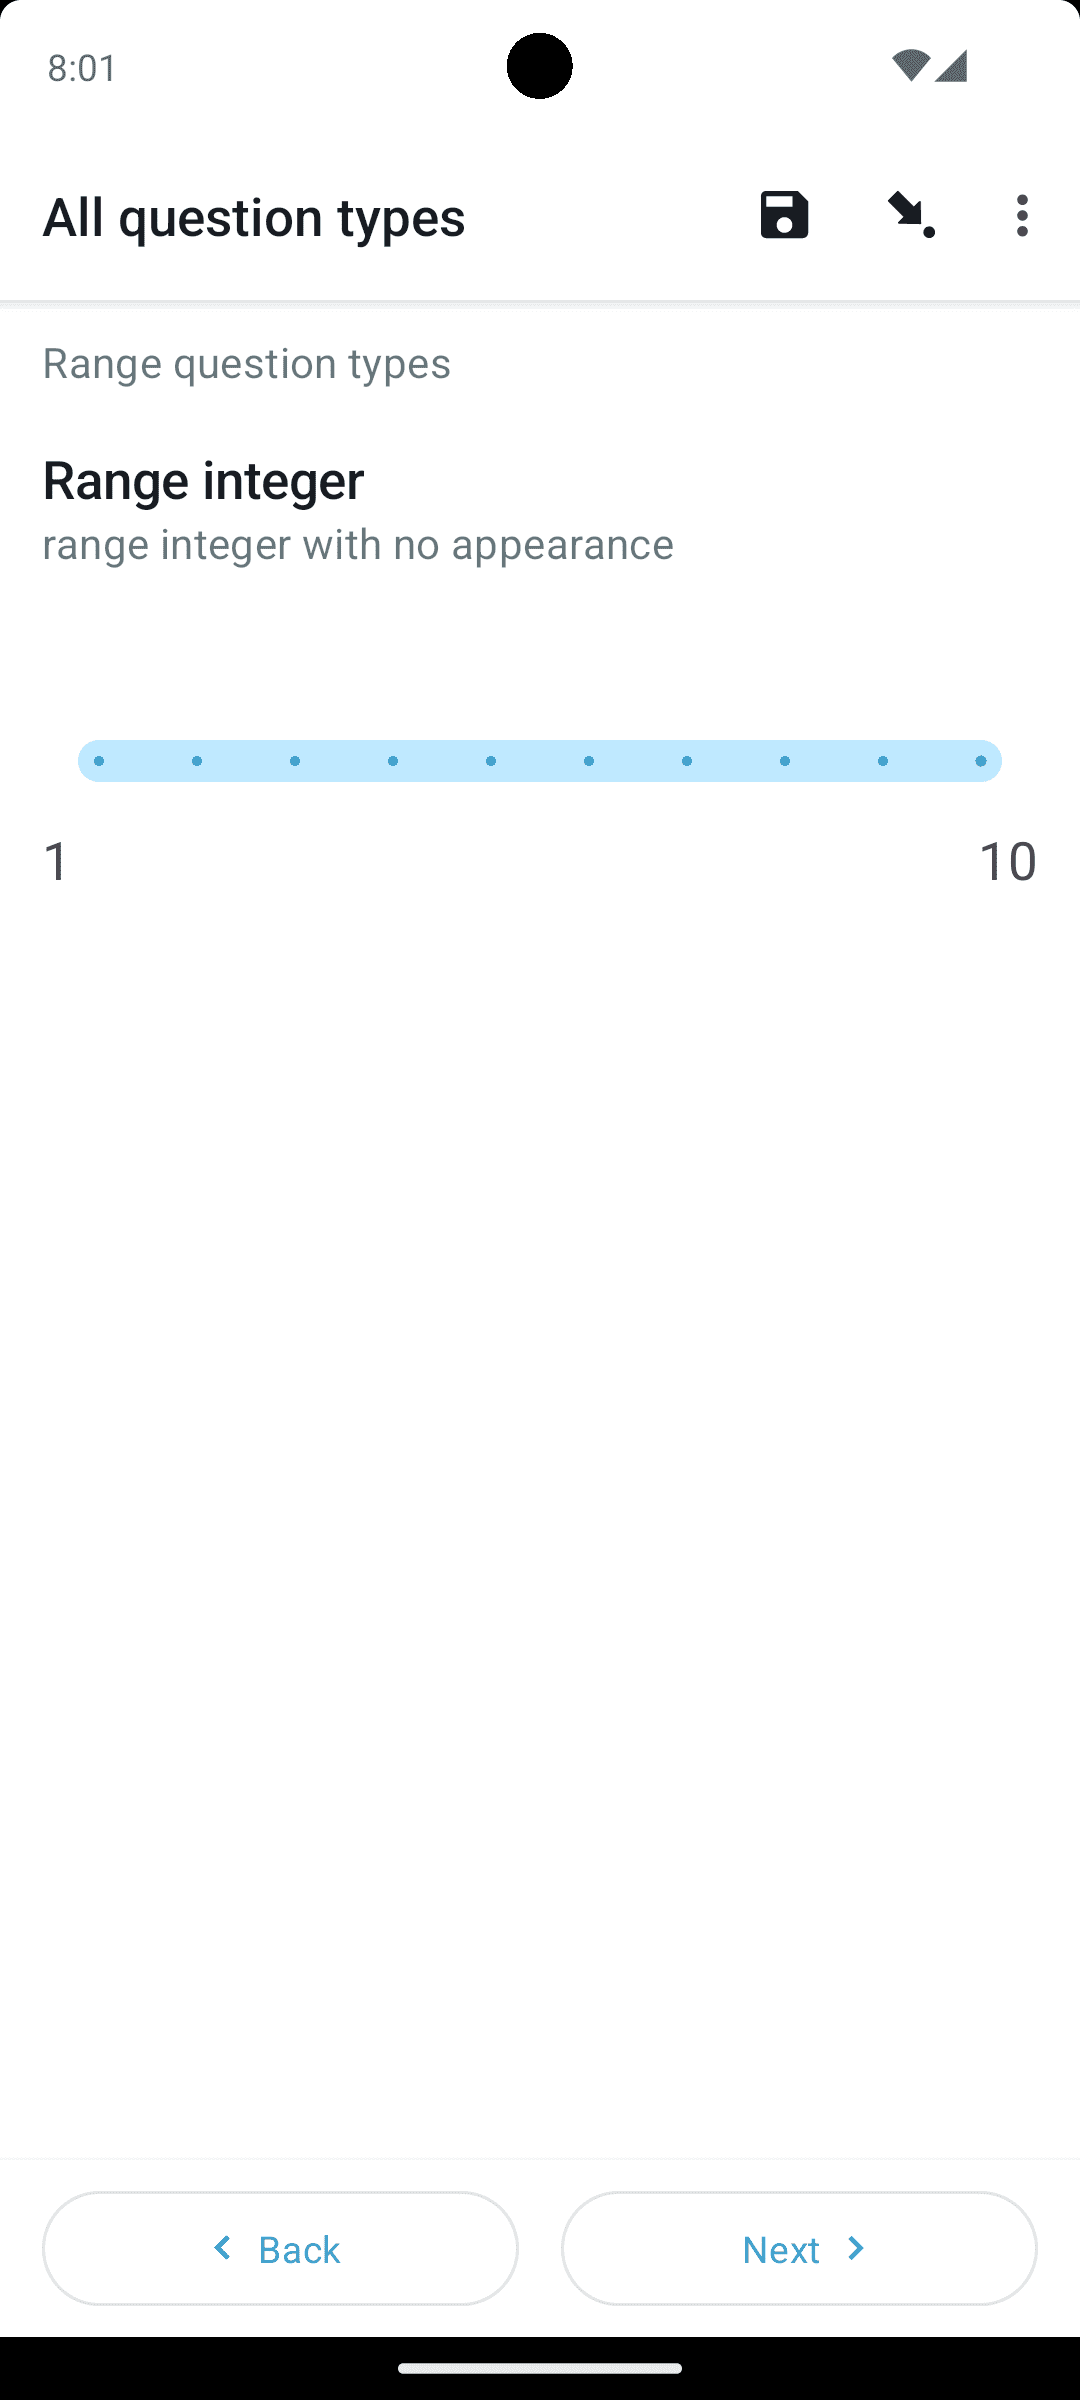 8:01
All question types
Range question types
Range integer
range integer with no appearance
1 10
Back Next